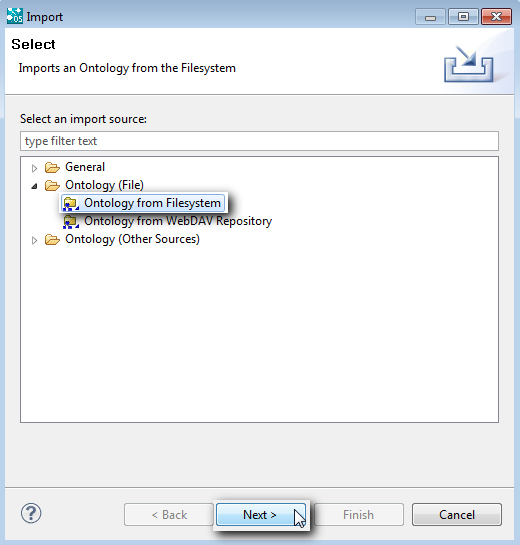 OS Import
Select
Imports an Ontology from the Filesystem
Select an import source:
type filter text
General
Ontology (File)
Ontology from Filesystem
Ontology from WebDAV Repository
Ontology (Other Sources)
? < Back Next > Finish Cancel